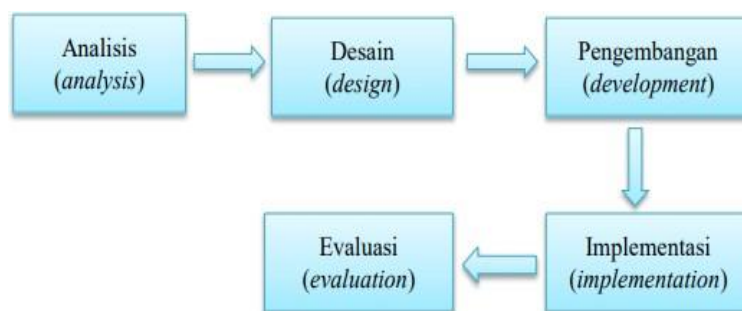 Analisis
(analysis)
Desain
(design)
Pengembangan
(development)
Implementasi
(implementation)
Evaluasi
(evaluation)